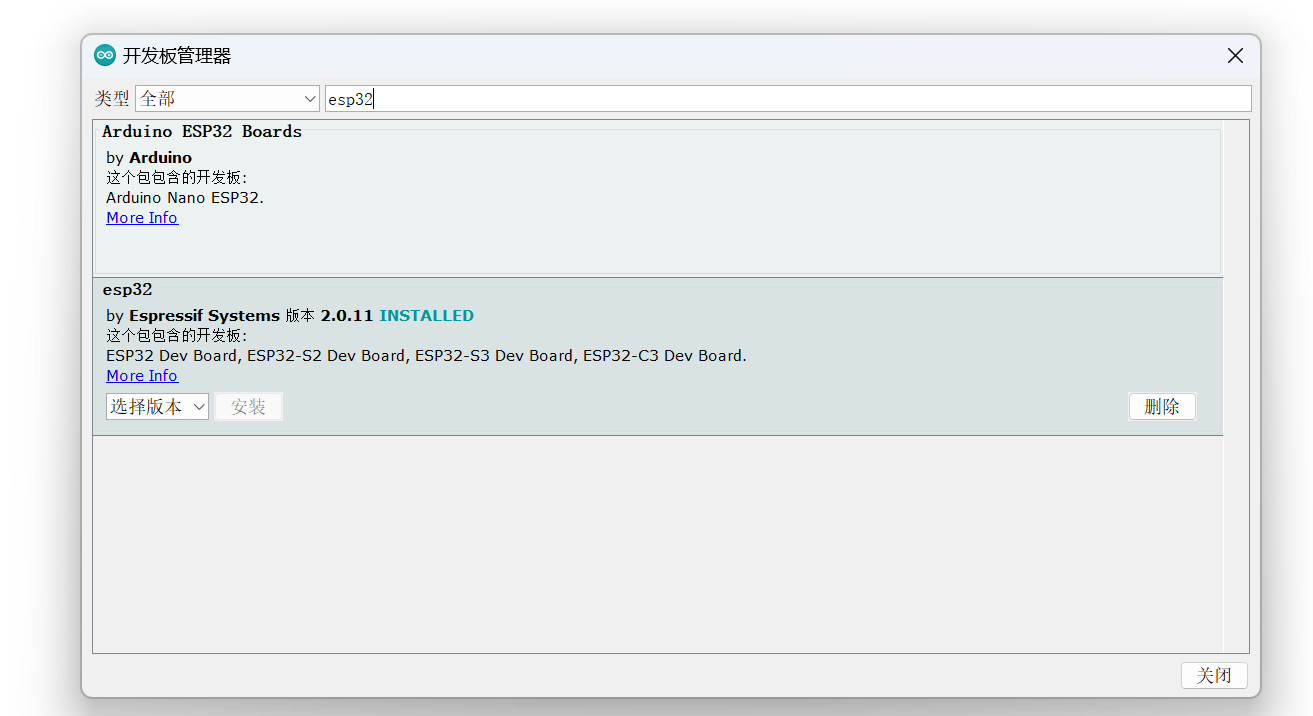 开发板管理器
类型 全部 esp32
Arduino ESP32 Boards
by Arduino
这个包包含的开发板:
Arduino Nano ESP32.
More Info
esp32
by Espressif Systems 版本 2.0.11 INSTALLED
这个包包含的开发板:
ESP32 Dev Board, ESP32-S2 Dev Board, ESP32-S3 Dev Board, ESP32-C3 Dev Board.
More Info
选择版本 安装 删除
关闭